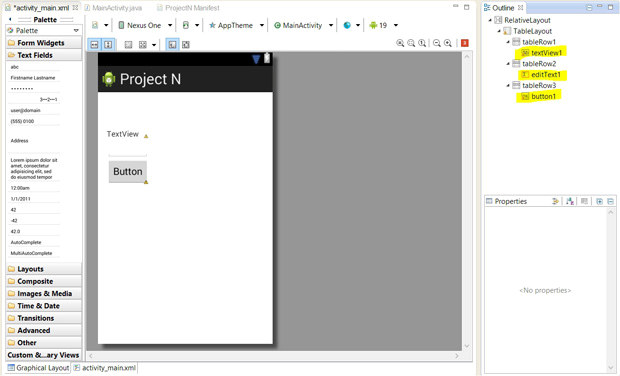 *activity_main.xml
MainActivity.java
ProjectN Manifest
Palette
Palette
Form Widgets
Text Fields
abc
Firstname Lastname
user@domain
(555) 0100
Address
Lorem ipsum dolor sit
am, consectetur
adipisicing elit, sed
do eiusmod tempor
12:00am
1/1/2011
42
-42
42.0
AutoComplete
MultiAutoComplete
Layouts
Composite
Images & Media
Time & Date
Transitions
Advanced
Other
Custom &...ary Views
Graphical Layout
activity_main.xml
Nexus One
AppTheme
MainActivity
19
3
Project N
TextView
Button
Outline
RelativeLayout
TableLayout
tableRow1
textView1
tableRow2
editText1
tableRow3
button1
Properties
<No properties>